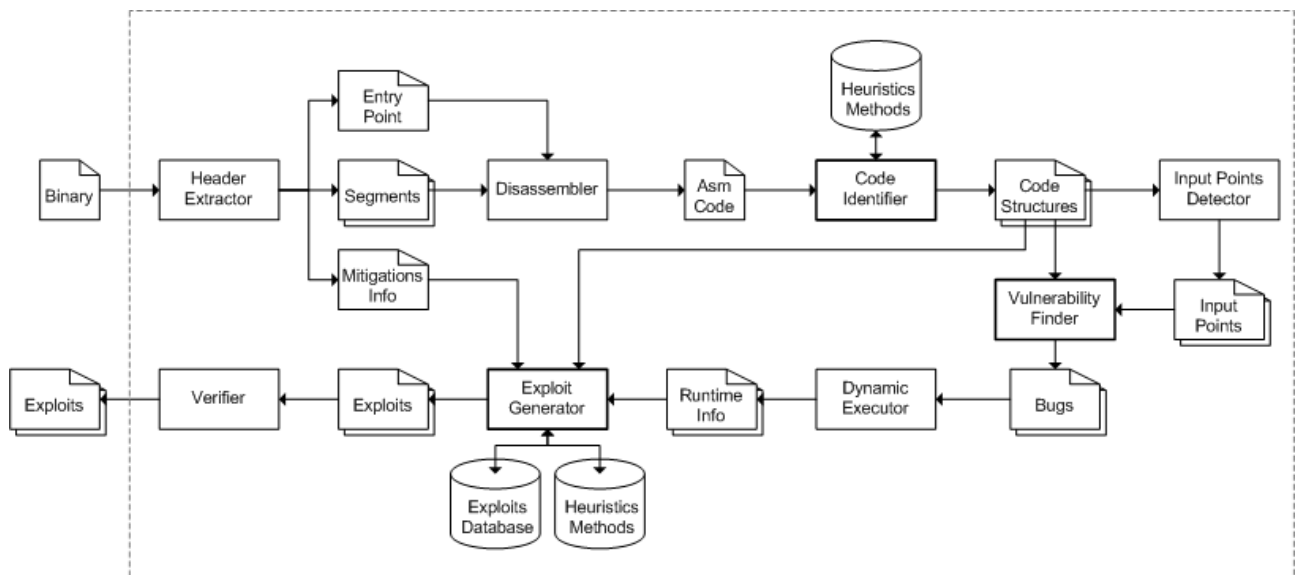 Heuristics
Methods
Entry
Point
Binary
Header
Extractor
Segments
Disassembler
Asm
Code
Code
Identifier
Code
Structures
Input Points
Detector
Mitigations
Info
Vulnerability
Finder
Input
Points
Exploits
Verifier
Exploits
Exploit
Generator
Runtime
Info
Dynamic
Executor
Bugs
Exploits
Database
Heuristics
Methods